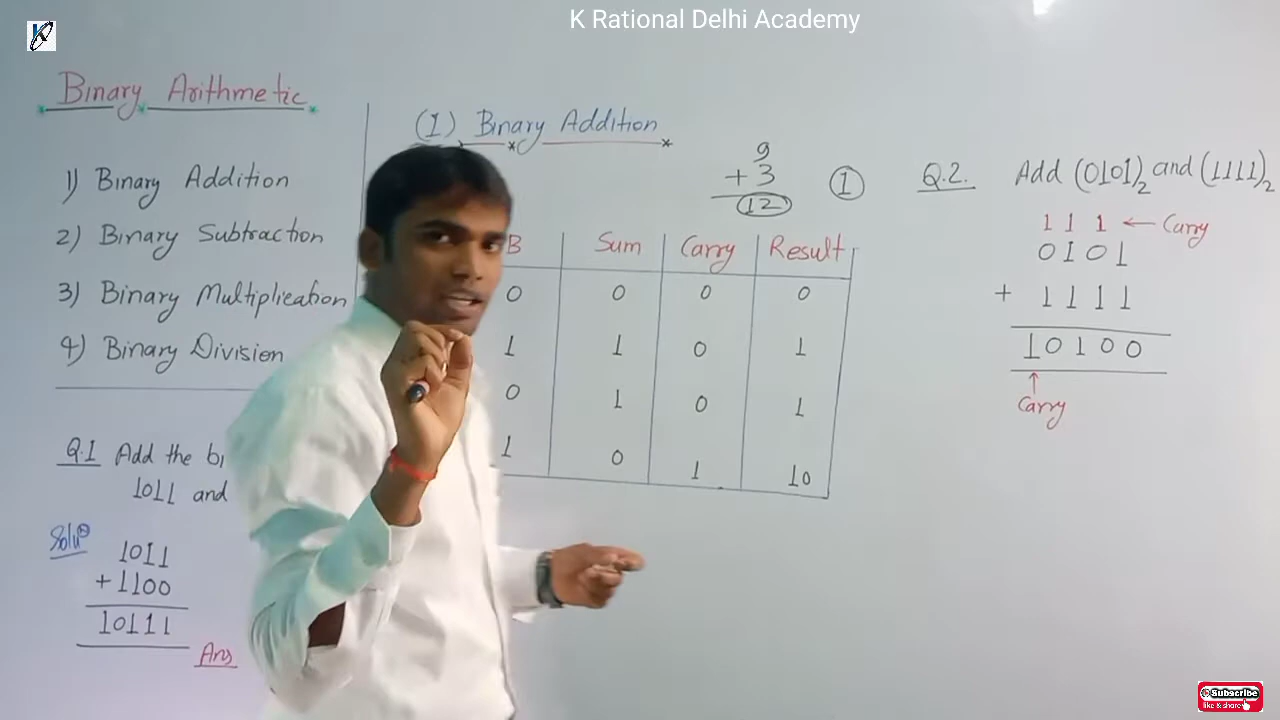 K Rational Delhi Academy
Binary Arithmetic
1) Binary Addition
2) Binary Subtraction
3) Binary Multiplication
4) Binary Division
(1) Binary Addition
9
+ 3
12
1
B Sum Carry Result
0 0 0 0
1 1 0 1
0 1 0 1
1 0 1 10
Q.1 Add the bi
1011 and
Solun
1011
+ 1100
10111
Ans
Q.2. Add (0101)2 and (1111)2
1 1 1 ← Carry
0101
+ 1111
10100
Carry
Subscribe
like & share